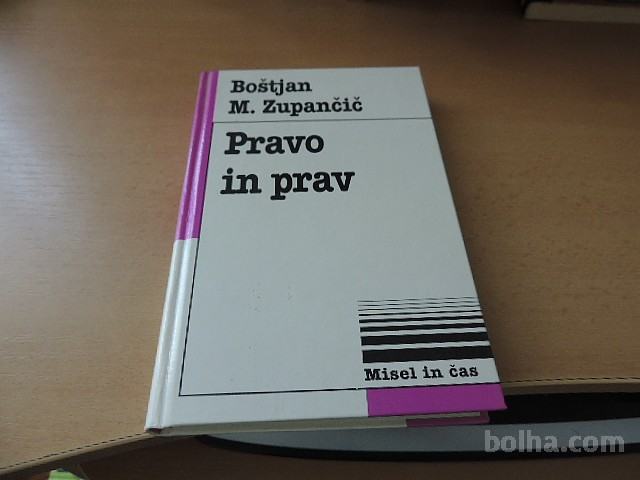 Boštjan
M. Zupančič
Pravo
in prav
Misel in čas
bolha.com